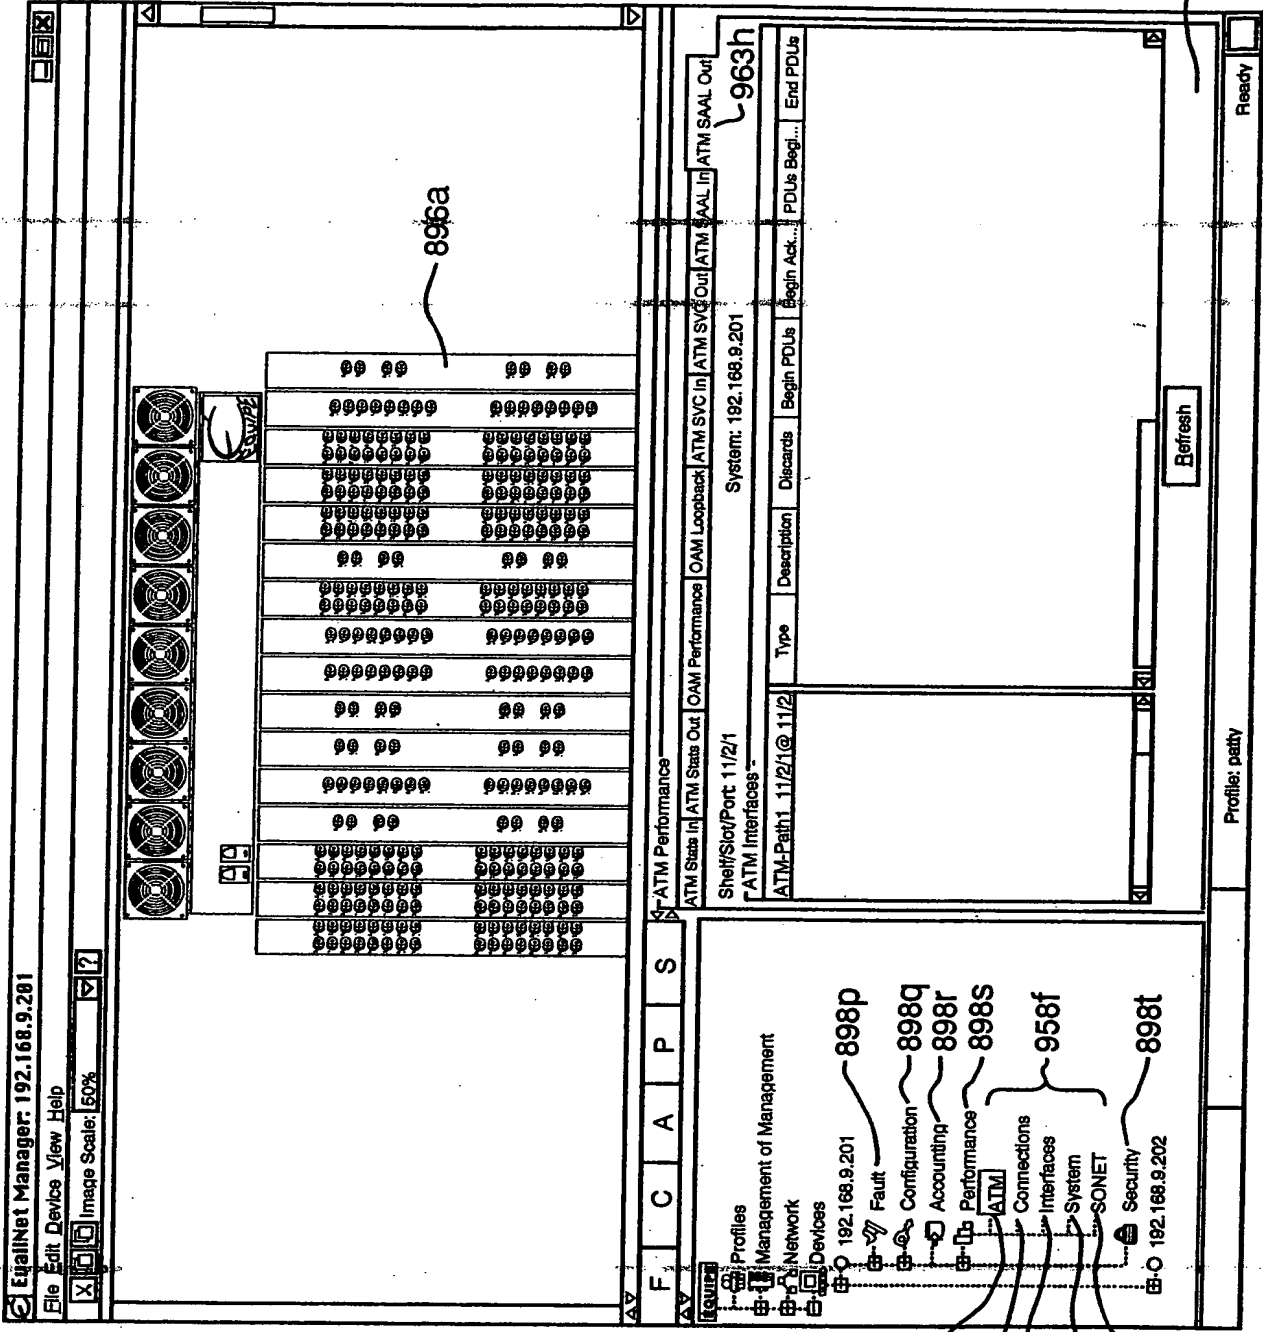 EualiNet Manager: 192.168.9.201
File Edit Device View Help
X Image Scale: 50% ?
896a
F C A P S
EQUIPE
Profiles
Management of Management
Network
Devices
192.168.9.201
898p
Fault
Configuration
898q
Accounting
898r
Performance
898s
ATM
Connections
Interfaces
958f
System
SONET
Security
898t
192.168.9.202
ATM Performance
ATM Stats In ATM Stats Out OAM Performance OAM Loopback ATM SVC In ATM SVC Out ATM SAAL In ATM SAAL Out
963h
Shelf/Slot/Port: 11/2/1 System: 192.168.9.201
ATM Interfaces
ATM-Path1 11/2/1@ 11/2 Type Description Discards Begin PDUs Begin Ack... PDUs Begi... End PDUs
Refresh
Profile: patty Ready